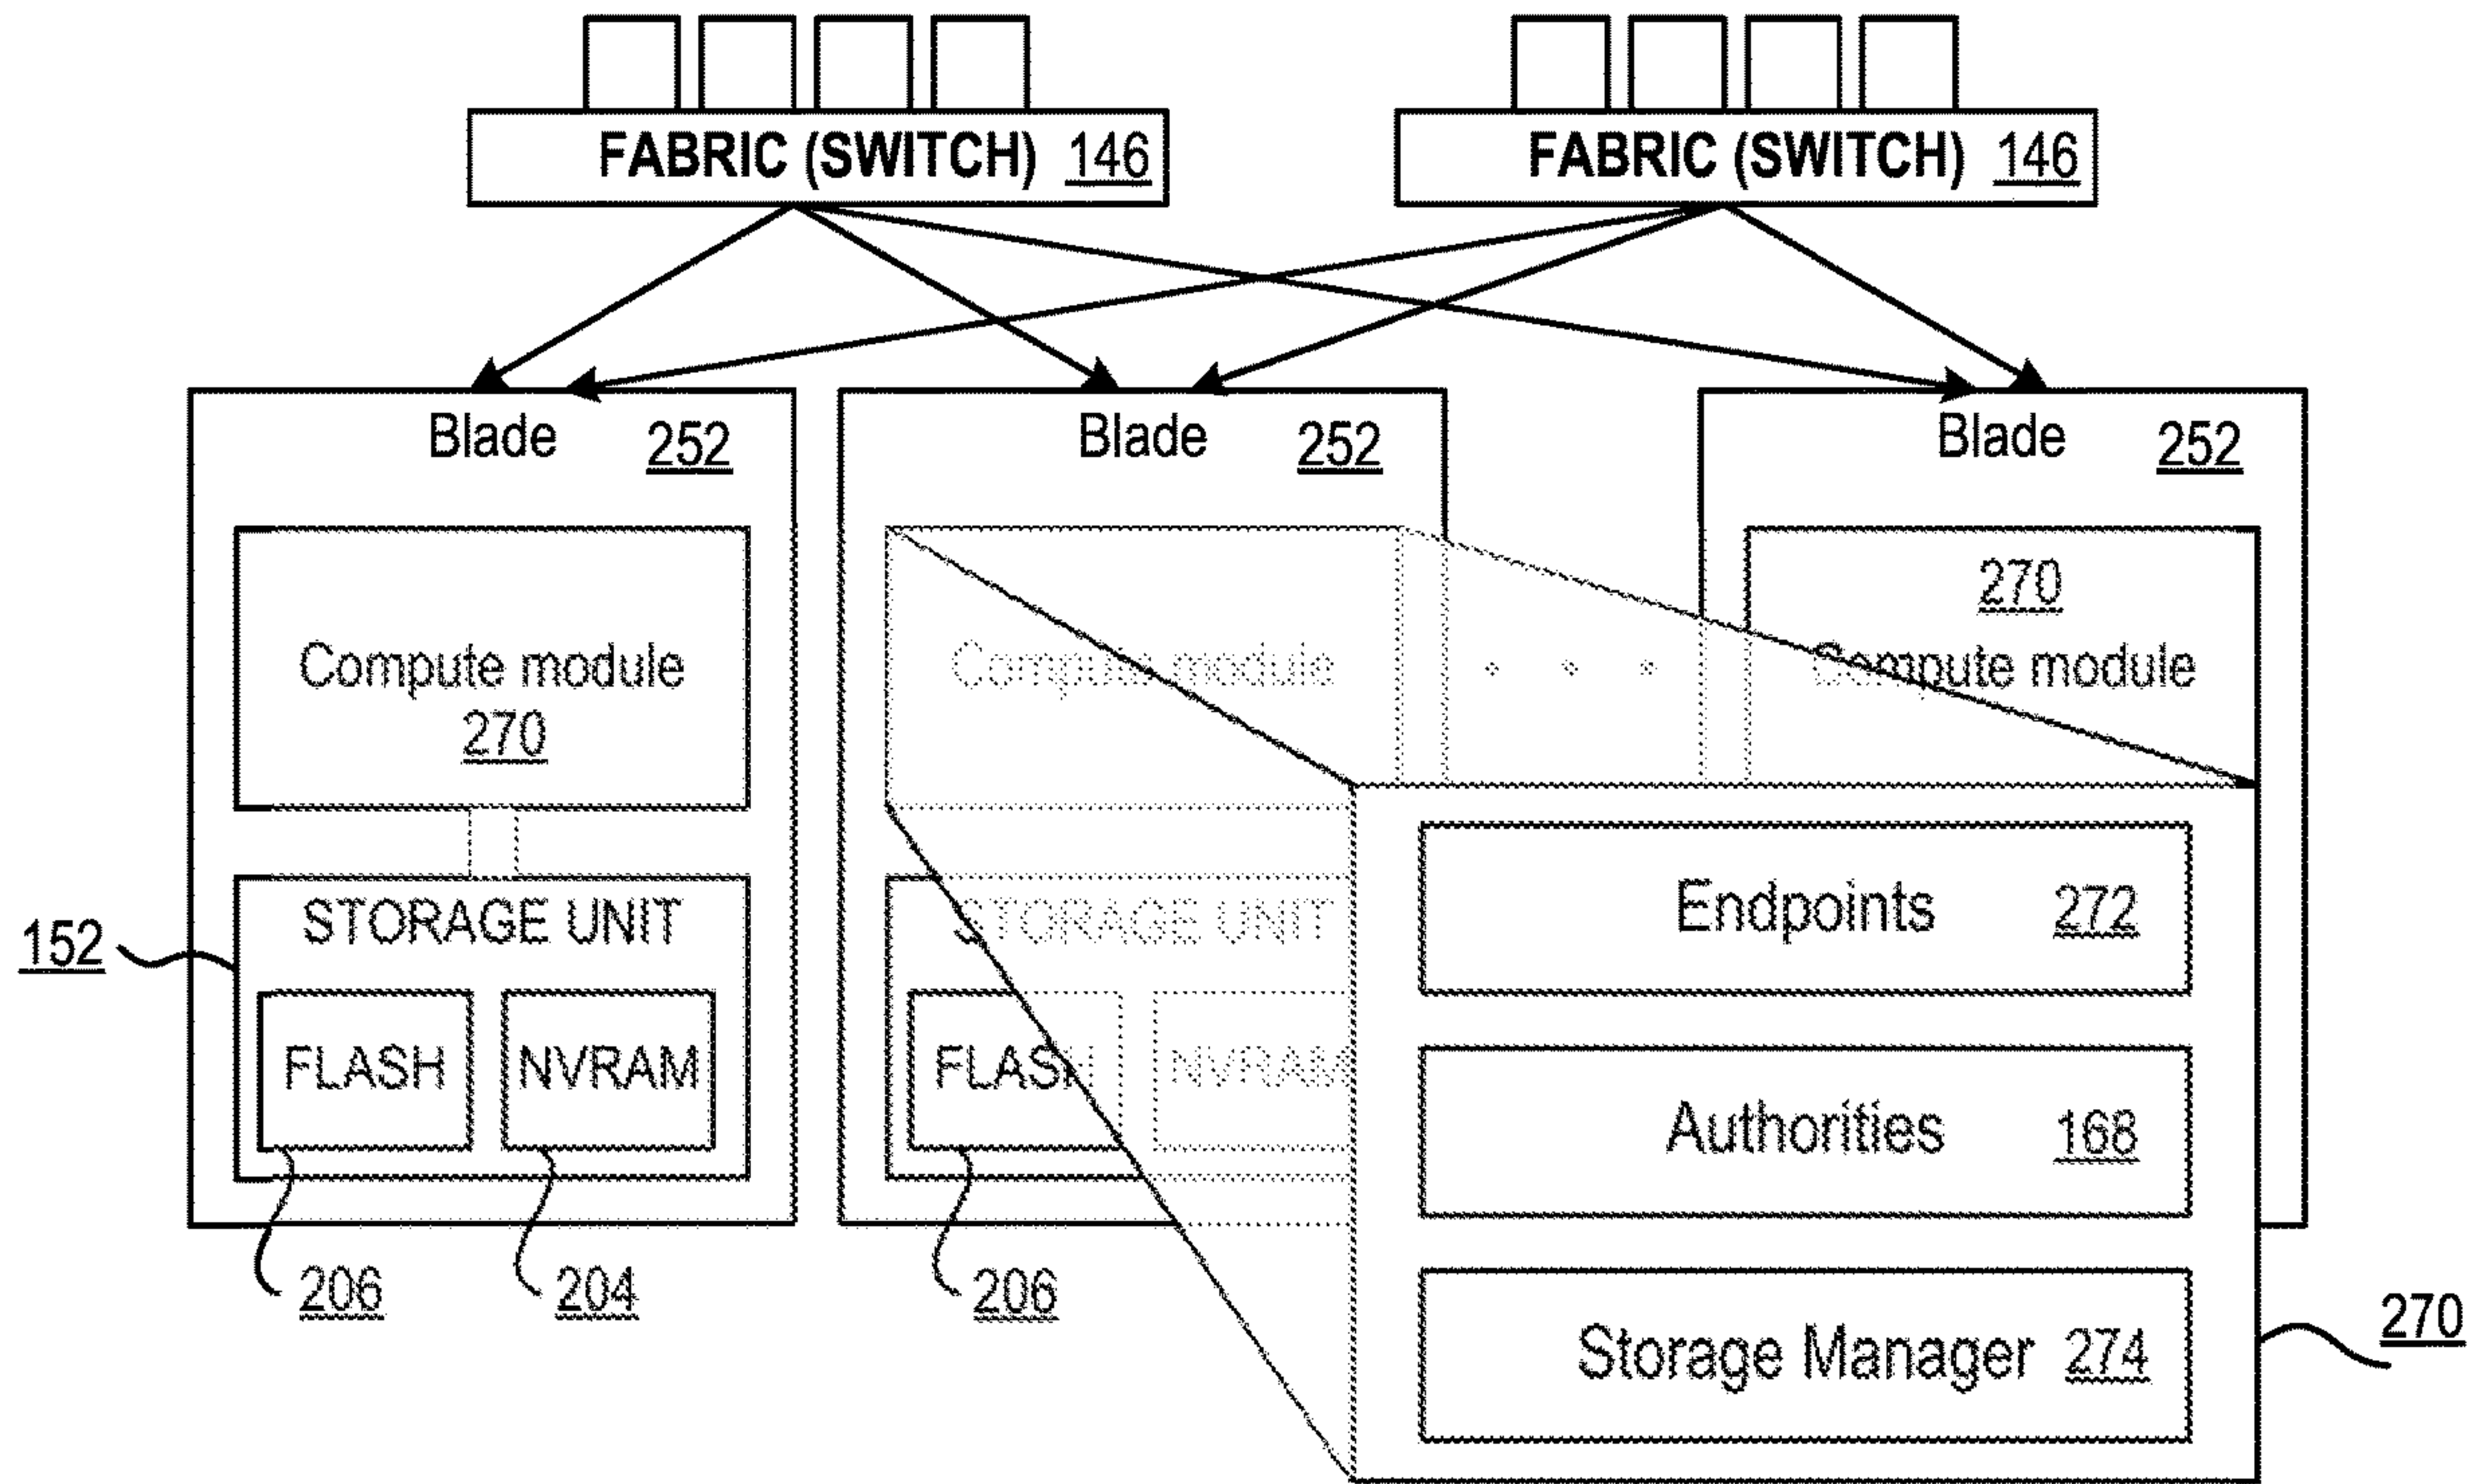 FABRIC (SWITCH) 146
FABRIC (SWITCH) 146
Blade 252
Blade 252
Blade 252
Compute module
270
Compute module
. . .
270
Compute module
152
STORAGE UNIT
FLASH
NVRAM
206
204
STORAGE UNIT
FLASH
NVRAM
206
Endpoints 272
Authorities 168
Storage Manager 274
270